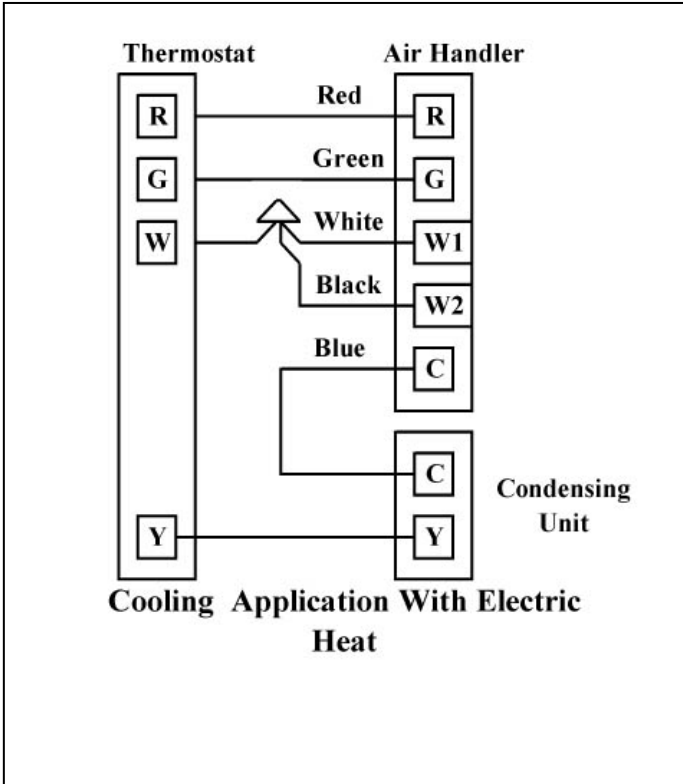 Thermostat Air Handler
R Red R
G Green G
W White W1
Black W2
Blue C
C
Condensing
Unit
Y Y
Cooling Application With Electric
Heat